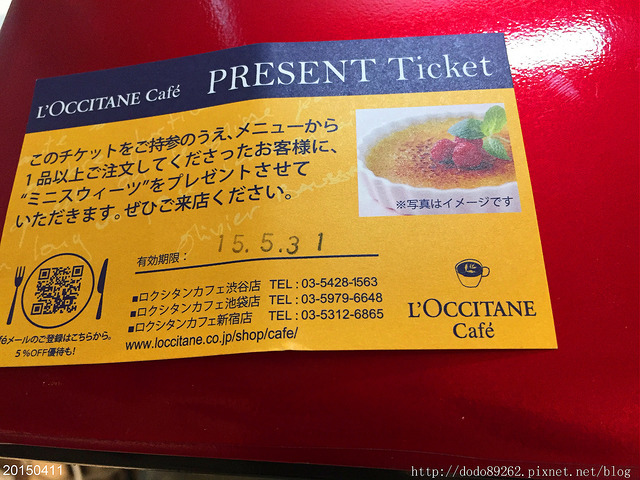 L'OCCITANE Café PRESENT Ticket
このチケットをご持参のうえ、メニューから
1品以上ご注文してくださったお客様に、
“ミニスウィーツ”をプレゼントさせて
いただきます。ぜひご来店ください。
※写真はイメージです
有効期限： 15.5.31
■ロクシタンカフェ渋谷店 TEL：03-5428-1563
■ロクシタンカフェ池袋店 TEL：03-5979-6648
■ロクシタンカフェ新宿店 TEL：03-5312-6865
www.loccitane.co.jp/shop/cafe/
féメールのご登録はこちらから。
5%OFF優待も!
L'OCCITANE
Café
20150411
http://dodo89262.pixnet.net/blog